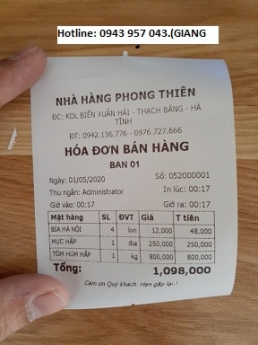 Hotline: 0943 957 043.(GIANG
NHÀ HÀNG PHONG THIÊN
ĐC: KDL BIỂN XUÂN HẢI - THẠCH BẰNG - HÀ
TĨNH
ĐT: 0942.136.776 - 0976.727.666
HÓA ĐƠN BÁN HÀNG
BAN 01
Ngày: 01/05/2020 Số: 052000001
Thu ngân: Administrator In lúc: 00:17
Giờ vào: 00:17 Giờ ra: 00:17
Mặt hàng SL ĐVT Giá T tiền
BIA HÀ NỘI 4 lon 12,000 48,000
MỰC HẤP 1 đĩa 250,000 250,000
TÔM HÙM HẤP 1 kg 800,000 800,000
Tổng: 1,098,000
Cảm ơn Quý khách. Hẹn gặp lại !